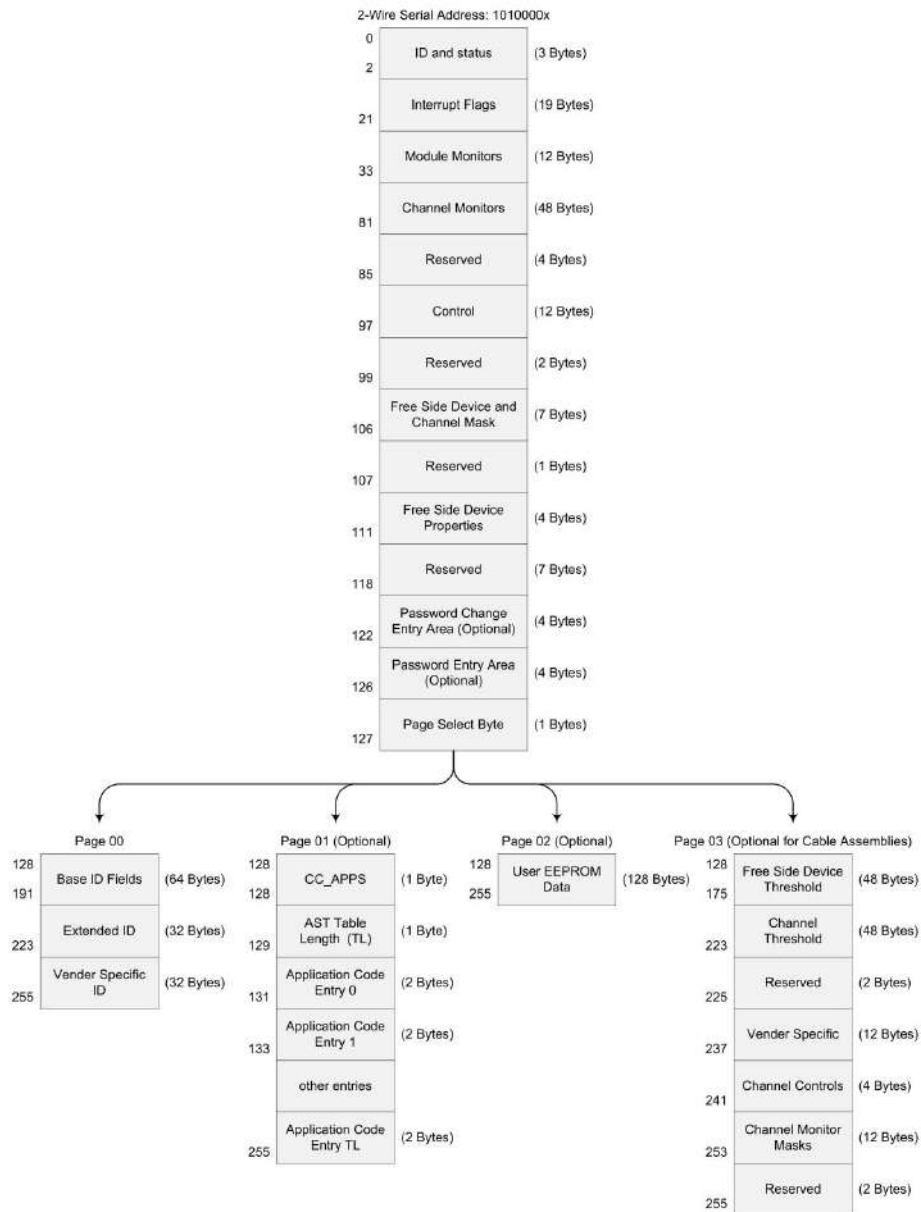 2-Wire Serial Address: 1010000x
0
ID and status
(3 Bytes)
2
Interrupt Flags
(19 Bytes)
21
Module Monitors
(12 Bytes)
33
Channel Monitors
(48 Bytes)
81
Reserved
(4 Bytes)
85
Control
(12 Bytes)
97
Reserved
(2 Bytes)
99
Free Side Device and
Channel Mask
(7 Bytes)
106
Reserved
(1 Bytes)
107
Free Side Device
Properties
(4 Bytes)
111
Reserved
(7 Bytes)
118
Password Change
Entry Area (Optional)
(4 Bytes)
122
Password Entry Area
(Optional)
(4 Bytes)
126
Page Select Byte
(1 Bytes)
127
Page 00
128
Base ID Fields
(64 Bytes)
191
Extended ID
(32 Bytes)
223
Vender Specific
ID
(32 Bytes)
255
Page 01 (Optional)
128
CC_APPS
(1 Byte)
128
AST Table
Length (TL)
(1 Byte)
129
Application Code
Entry 0
(2 Bytes)
131
Application Code
Entry 1
(2 Bytes)
133
other entries
Application Code
Entry TL
(2 Bytes)
255
Page 02 (Optional)
128
User EEPROM
Data
(128 Bytes)
255
Page 03 (Optional for Cable Assemblies)
128
Free Side Device
Threshold
(48 Bytes)
175
Channel
Threshold
(48 Bytes)
223
Reserved
(2 Bytes)
225
Vender Specific
(12 Bytes)
237
Channel Controls
(4 Bytes)
241
Channel Monitor
Masks
(12 Bytes)
253
Reserved
(2 Bytes)
255